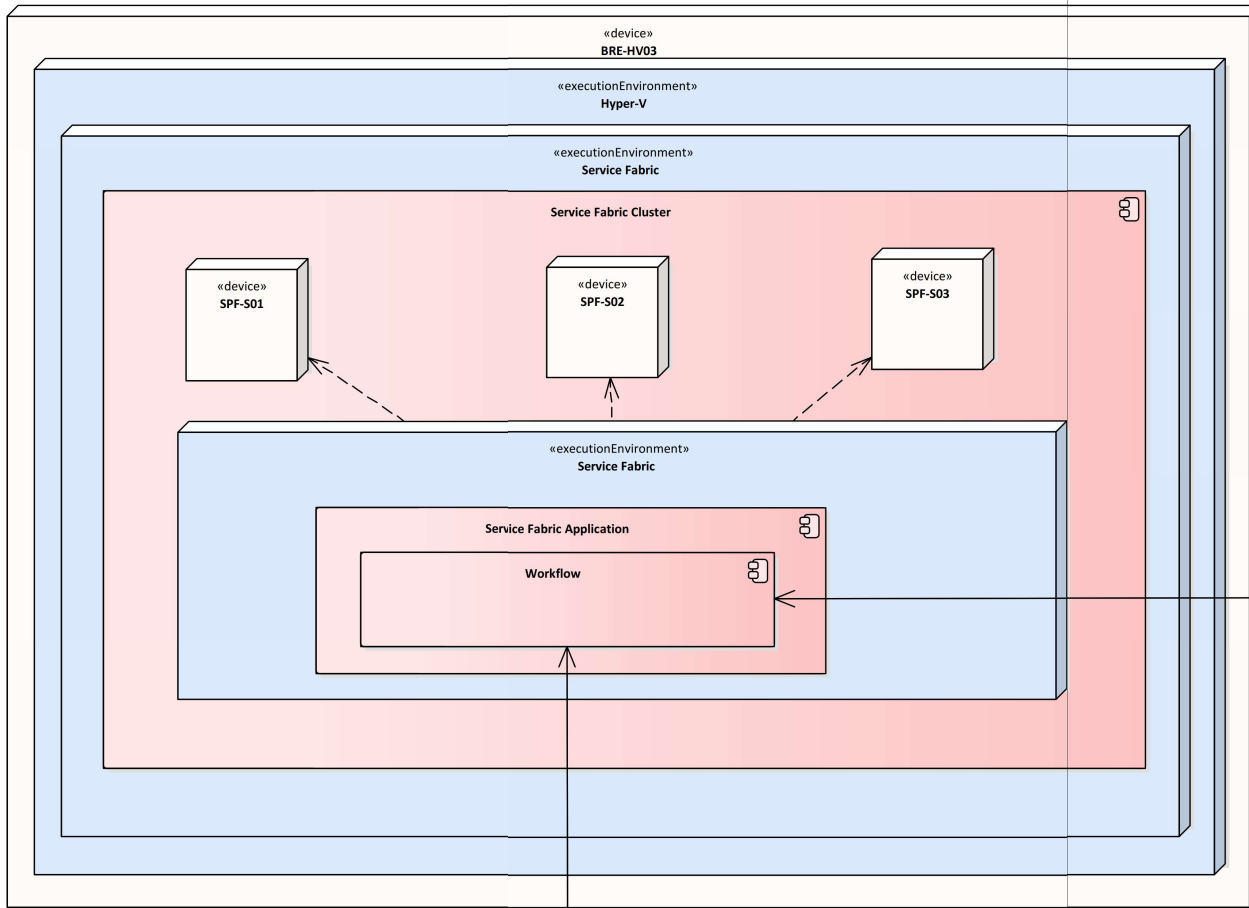 «device»
BRE-HV03
«executionEnvironment»
Hyper-V
«executionEnvironment»
Service Fabric
Service Fabric Cluster
«device»
SPF-S01
«device»
SPF-S02
«device»
SPF-S03
«executionEnvironment»
Service Fabric
Service Fabric Application
Workflow